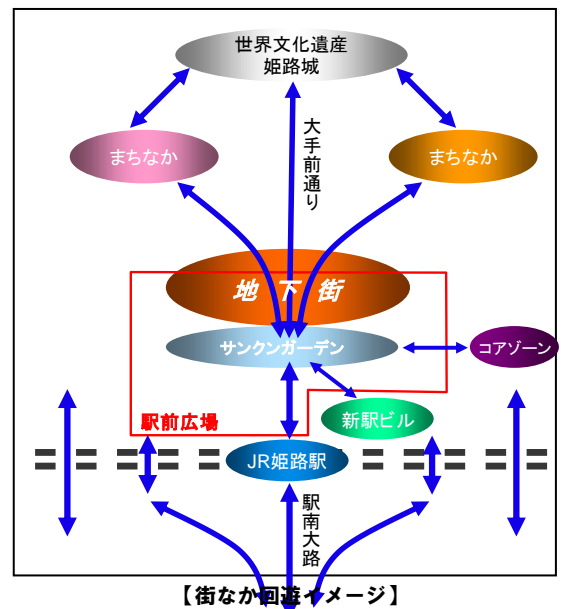 世界文化遺産
姫路城
大手前通り
まちなか
まちなか
地下街
サンクンガーデン
コアゾーン
新駅ビル
駅前広場
JR姫路駅
駅南大路
【街なか回遊イメージ】